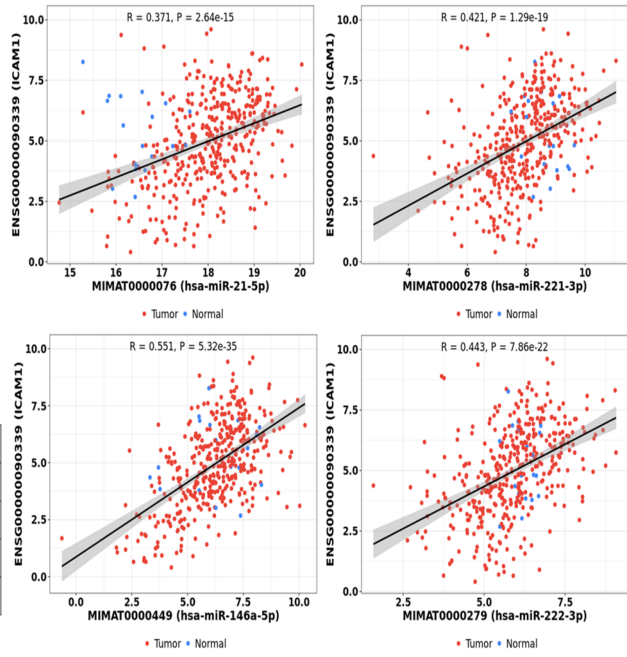 R = 0.371, P = 2.64e-15
ENSG00000090339 (ICAM1)
10.0
7.5
5.0
2.5
0.0
15 16 17 18 19 20
MIMAT0000076 (hsa-miR-21-5p)
Tumor Normal
R = 0.421, P = 1.29e-19
ENSG00000090339 (ICAM1)
10.0
7.5
5.0
2.5
0.0
4 6 8 10
MIMAT0000278 (hsa-miR-221-3p)
Tumor Normal
R = 0.551, P = 5.32e-35
ENSG00000090339 (ICAM1)
10.0
7.5
5.0
2.5
0.0
0.0 2.5 5.0 7.5 10.0
MIMAT0000449 (hsa-miR-146a-5p)
Tumor Normal
R = 0.443, P = 7.86e-22
ENSG00000090339 (ICAM1)
10.0
7.5
5.0
2.5
0.0
2.5 5.0 7.5
MIMAT0000279 (hsa-miR-222-3p)
Tumor Normal